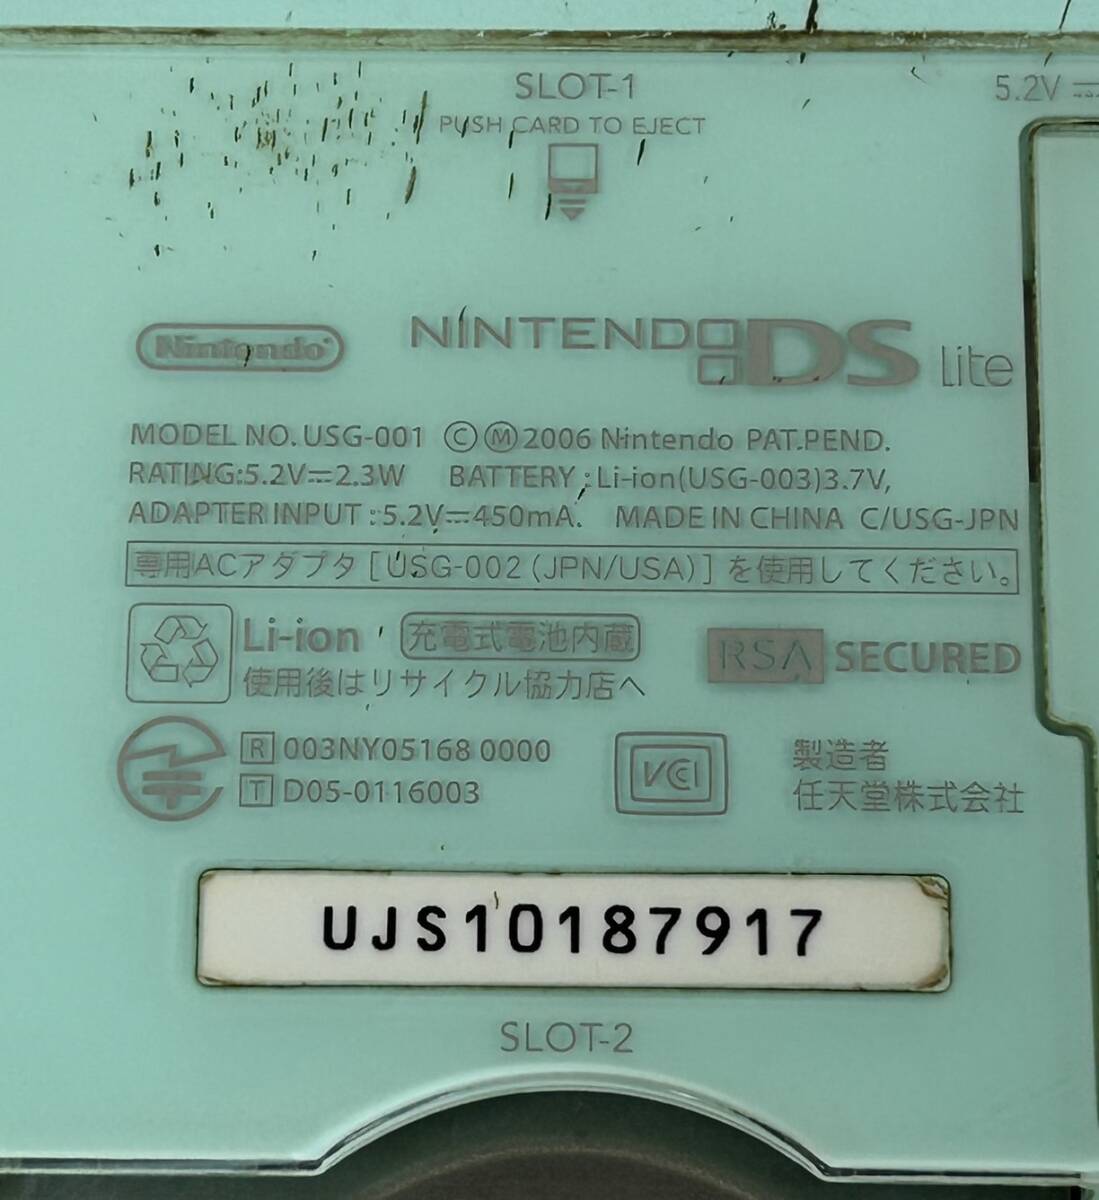 SLOT-1
5.2V
PUSH CARD TO EJECT
Nintendo
NINTENDO DS Lite
MODEL NO.USG-001 ©Ⓜ2006 Nintendo PAT.PEND.
RATING:5.2V⎓2.3W BATTERY:Li-ion(USG-003)3.7V,
ADAPTER INPUT:5.2V⎓450mA. MADE IN CHINA C/USG-JPN
専用ACアダプタ[USG-002(JPN/USA)]を使用してください。
Li-ion 充電式電池内蔵
使用後はリサイクル協力店へ
RSA SECURED
R 003NY05168 0000
T D05-0116003
VCCI
製造者
任天堂株式会社
UJS10187917
SLOT-2